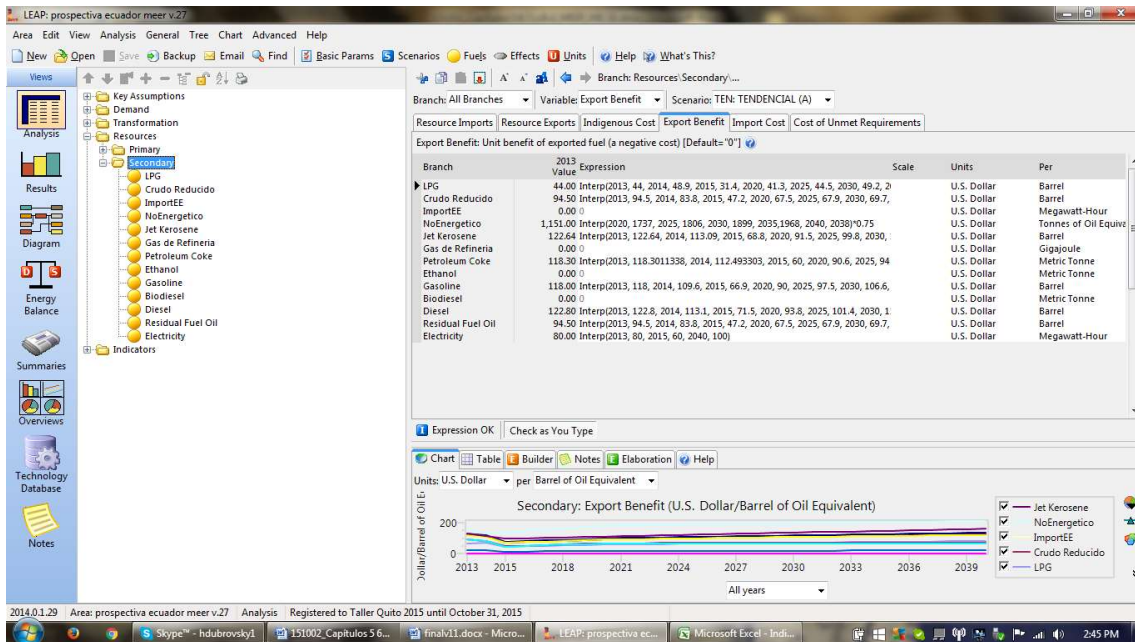 LEAP: prospectiva ecuador meer v.27
Area Edit View Analysis General Tree Chart Advanced Help
New Open Save Backup Email Find Basic Params Scenarios Fuels Effects Units Help What's This?
Views
Analysis
Results
Diagram
Energy
Balance
Summaries
Overviews
Technology
Database
Notes
Key Assumptions
Demand
Transformation
Resources
Primary
Secondary
LPG
Crudo Reducido
ImportEE
NoEnergetico
Jet Kerosene
Gas de Refineria
Petroleum Coke
Ethanol
Gasoline
Biodiesel
Diesel
Residual Fuel Oil
Electricity
Indicators
Branch: Resources\Secondary\...
Branch: All Branches Variable: Export Benefit Scenario: TEN: TENDENCIAL (A)
Resource Imports Resource Exports Indigenous Cost Export Benefit Import Cost Cost of Unmet Requirements
Export Benefit: Unit benefit of exported fuel (a negative cost) [Default="0"]
Branch 2013 Value Expression Scale Units Per
LPG 44.00 Interp(2013, 44, 2014, 48.9, 2015, 31.4, 2020, 41.3, 2025, 44.5, 2030, 49.2, 2 U.S. Dollar Barrel
Crudo Reducido 94.50 Interp(2013, 94.5, 2014, 83.8, 2015, 47.2, 2020, 67.5, 2025, 67.9, 2030, 69.7, U.S. Dollar Barrel
ImportEE 0.00 0 U.S. Dollar Megawatt-Hour
NoEnergetico 1,151.00 Interp(2020, 1737, 2025, 1806, 2030, 1899, 2035,1968, 2040, 2038)*0.75 U.S. Dollar Tonnes of Oil Equiva
Jet Kerosene 122.64 Interp(2013, 122.64, 2014, 113.09, 2015, 68.8, 2020, 91.5, 2025, 99.8, 2030, U.S. Dollar Barrel
Gas de Refineria 0.00 0 U.S. Dollar Gigajoule
Petroleum Coke 118.30 Interp(2013, 118.3011338, 2014, 112.493303, 2015, 60, 2020, 90.6, 2025, 94 U.S. Dollar Metric Tonne
Ethanol 0.00 0 U.S. Dollar Metric Tonne
Gasoline 118.00 Interp(2013, 118, 2014, 109.6, 2015, 66.9, 2020, 90, 2025, 97.5, 2030, 106.6, U.S. Dollar Barrel
Biodiesel 0.00 0 U.S. Dollar Metric Tonne
Diesel 122.80 Interp(2013, 122.8, 2014, 113.1, 2015, 71.5, 2020, 93.8, 2025, 101.4, 2030, 1 U.S. Dollar Barrel
Residual Fuel Oil 94.50 Interp(2013, 94.5, 2014, 83.8, 2015, 47.2, 2020, 67.5, 2025, 67.9, 2030, 69.7, U.S. Dollar Barrel
Electricity 80.00 Interp(2013, 80, 2015, 60, 2040, 100) U.S. Dollar Megawatt-Hour
Expression OK Check as You Type
Chart Table Builder Notes Elaboration Help
Units: U.S. Dollar per Barrel of Oil Equivalent
Secondary: Export Benefit (U.S. Dollar/Barrel of Oil Equivalent)
Dollar/Barrel of Oil E
200
0
2013 2015 2018 2021 2024 2027 2030 2033 2036 2039
Jet Kerosene
NoEnergetico
ImportEE
Crudo Reducido
LPG
All years
2014.0.1.29 Area: prospectiva ecuador meer v.27 Analysis Registered to Taller Quito 2015 until October 31, 2015
Skype™ - hdubrovsky1 151002_Capítulos 5 6... finalv11.docx - Micro... LEAP: prospectiva ec... Microsoft Excel - Indi... 2:45 PM